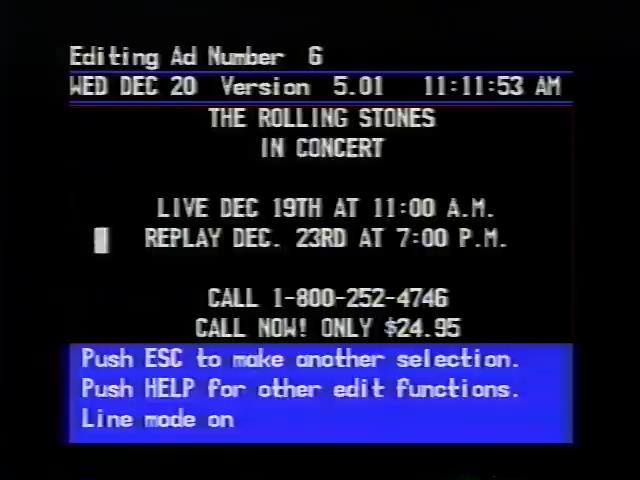 Editing Ad Number 6
WED DEC 20 Version 5.01 11:11:53 AM
THE ROLLING STONES
IN CONCERT
LIVE DEC 19TH AT 11:00 A.M.
REPLAY DEC. 23RD AT 7:00 P.M.
CALL 1-800-252-4746
CALL NOW! ONLY $24.95
Push ESC to make another selection.
Push HELP for other edit functions.
Line mode on